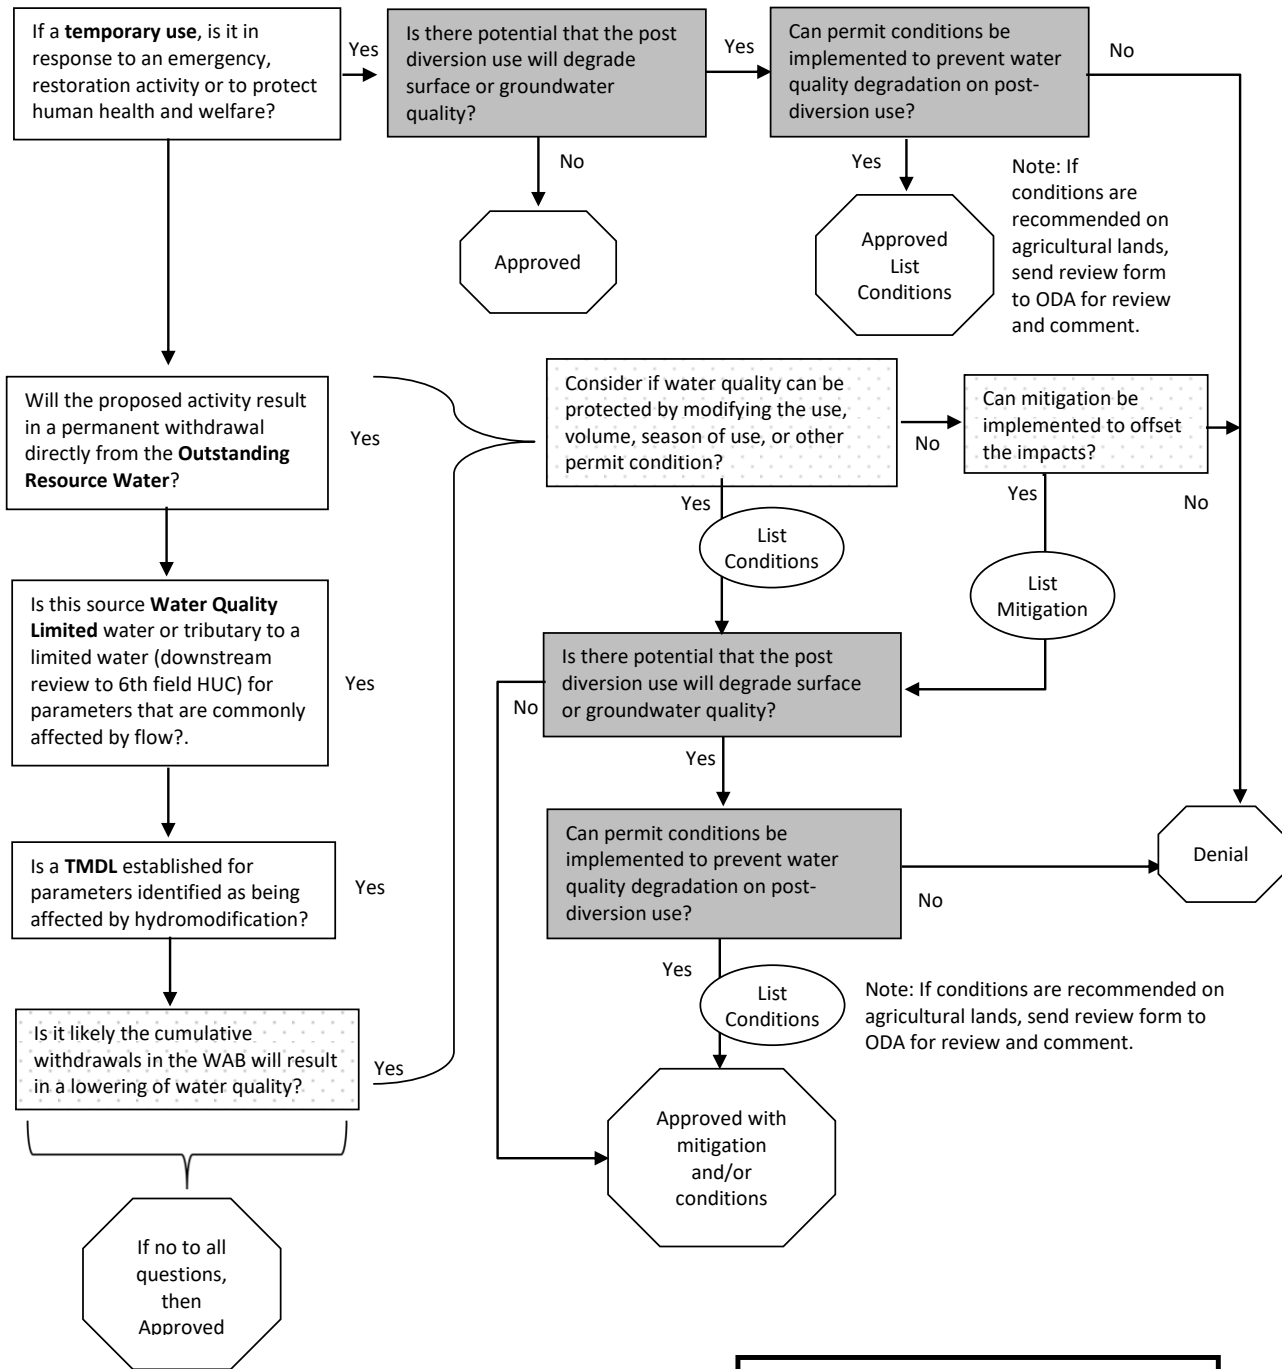 If a temporary use, is it in
response to an emergency,
restoration activity or to protect
human health and welfare?
Yes
Is there potential that the post
diversion use will degrade
surface or groundwater
quality?
Yes
Can permit conditions be
implemented to prevent water
quality degradation on post-
diversion use?
No
No
Approved
Yes
Approved
List
Conditions
Note: If
conditions are
recommended on
agricultural lands,
send review form
to ODA for review
and comment.
Will the proposed activity result
in a permanent withdrawal
directly from the Outstanding
Resource Water?
Yes
Consider if water quality can be
protected by modifying the use,
volume, season of use, or other
permit condition?
No
Can mitigation be
implemented to offset
the impacts?
No
Yes
List
Conditions
Yes
List
Mitigation
Is this source Water Quality
Limited water or tributary to a
limited water (downstream
review to 6th field HUC) for
parameters that are commonly
affected by flow?.
Yes
Is there potential that the post
diversion use will degrade surface
or groundwater quality?
No
Yes
Is a TMDL established for
parameters identified as being
affected by hydromodification?
Yes
Can permit conditions be
implemented to prevent water
quality degradation on post-
diversion use?
No
Denial
Yes
List
Conditions
Note: If conditions are recommended on
agricultural lands, send review form to
ODA for review and comment.
Is it likely the cumulative
withdrawals in the WAB will result
in a lowering of water quality?
Yes
Approved with
mitigation
and/or
conditions
If no to all
questions,
then
Approved